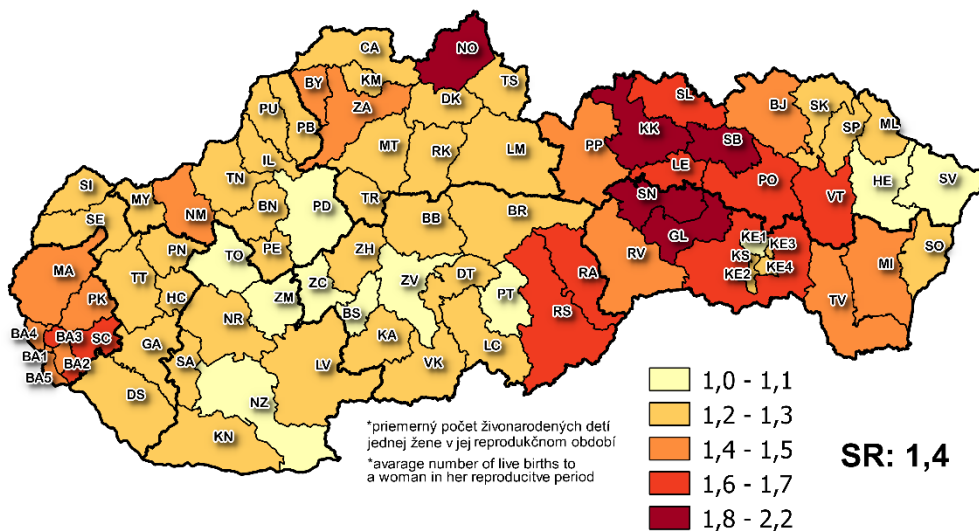 CA
NO
BY
KM
TS
ZA
DK
PU
PB
SL
BJ
SK
KK
SP
ML
MT
RK
LM
PP
SB
IL
LE
PO
TN
HE
SV
SI
MY
BN
TR
SN
VT
NM
PD
SE
BB
BR
GL
KE1
KE3
PN
PE
ZH
RV
KS
SO
TO
KE2
KE4
MI
MA
TT
ZC
ZV
DT
RA
PK
HC
ZM
PT
TV
BS
RS
NR
BA4
BA3
SC
KA
GA
LC
BA1
BA2
SA
LV
VK
BA5
DS
NZ
KN
*priemerný počet živonarodených detí
jednej žene v jej reprodukčnom období
*avarage number of live births to
a woman in her reproducitve period
1,0 - 1,1
1,2 - 1,3
1,4 - 1,5
1,6 - 1,7
1,8 - 2,2
SR: 1,4